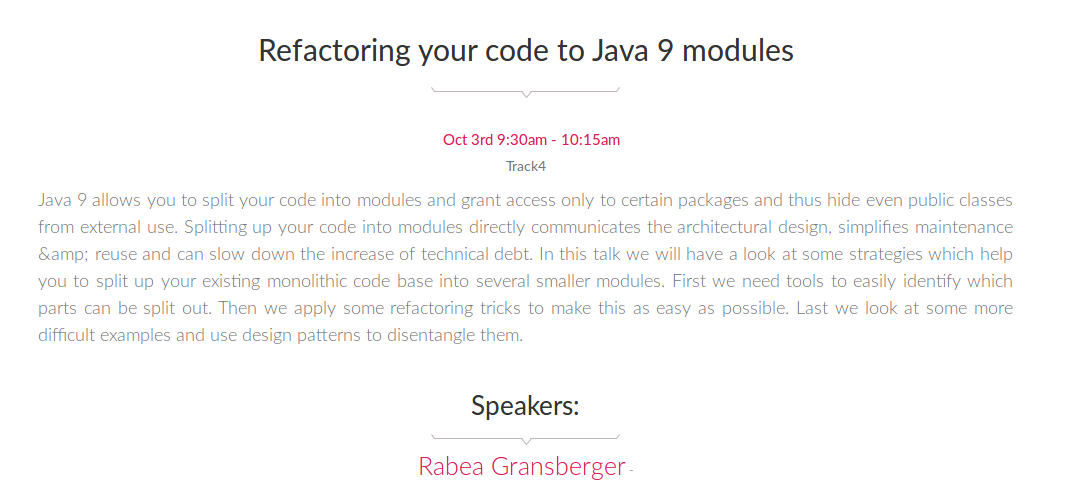 Refactoring your code to Java 9 modules
Oct 3rd 9:30am - 10:15am
Track4
Java 9 allows you to split your code into modules and grant access only to certain packages and thus hide even public classes
from external use. Splitting up your code into modules directly communicates the architectural design, simplifies maintenance
&amp; reuse and can slow down the increase of technical debt. In this talk we will have a look at some strategies which help
you to split up your existing monolithic code base into several smaller modules. First we need tools to easily identify which
parts can be split out. Then we apply some refactoring tricks to make this as easy as possible. Last we look at some more
difficult examples and use design patterns to disentangle them.
Speakers:
Rabea Gransberger -